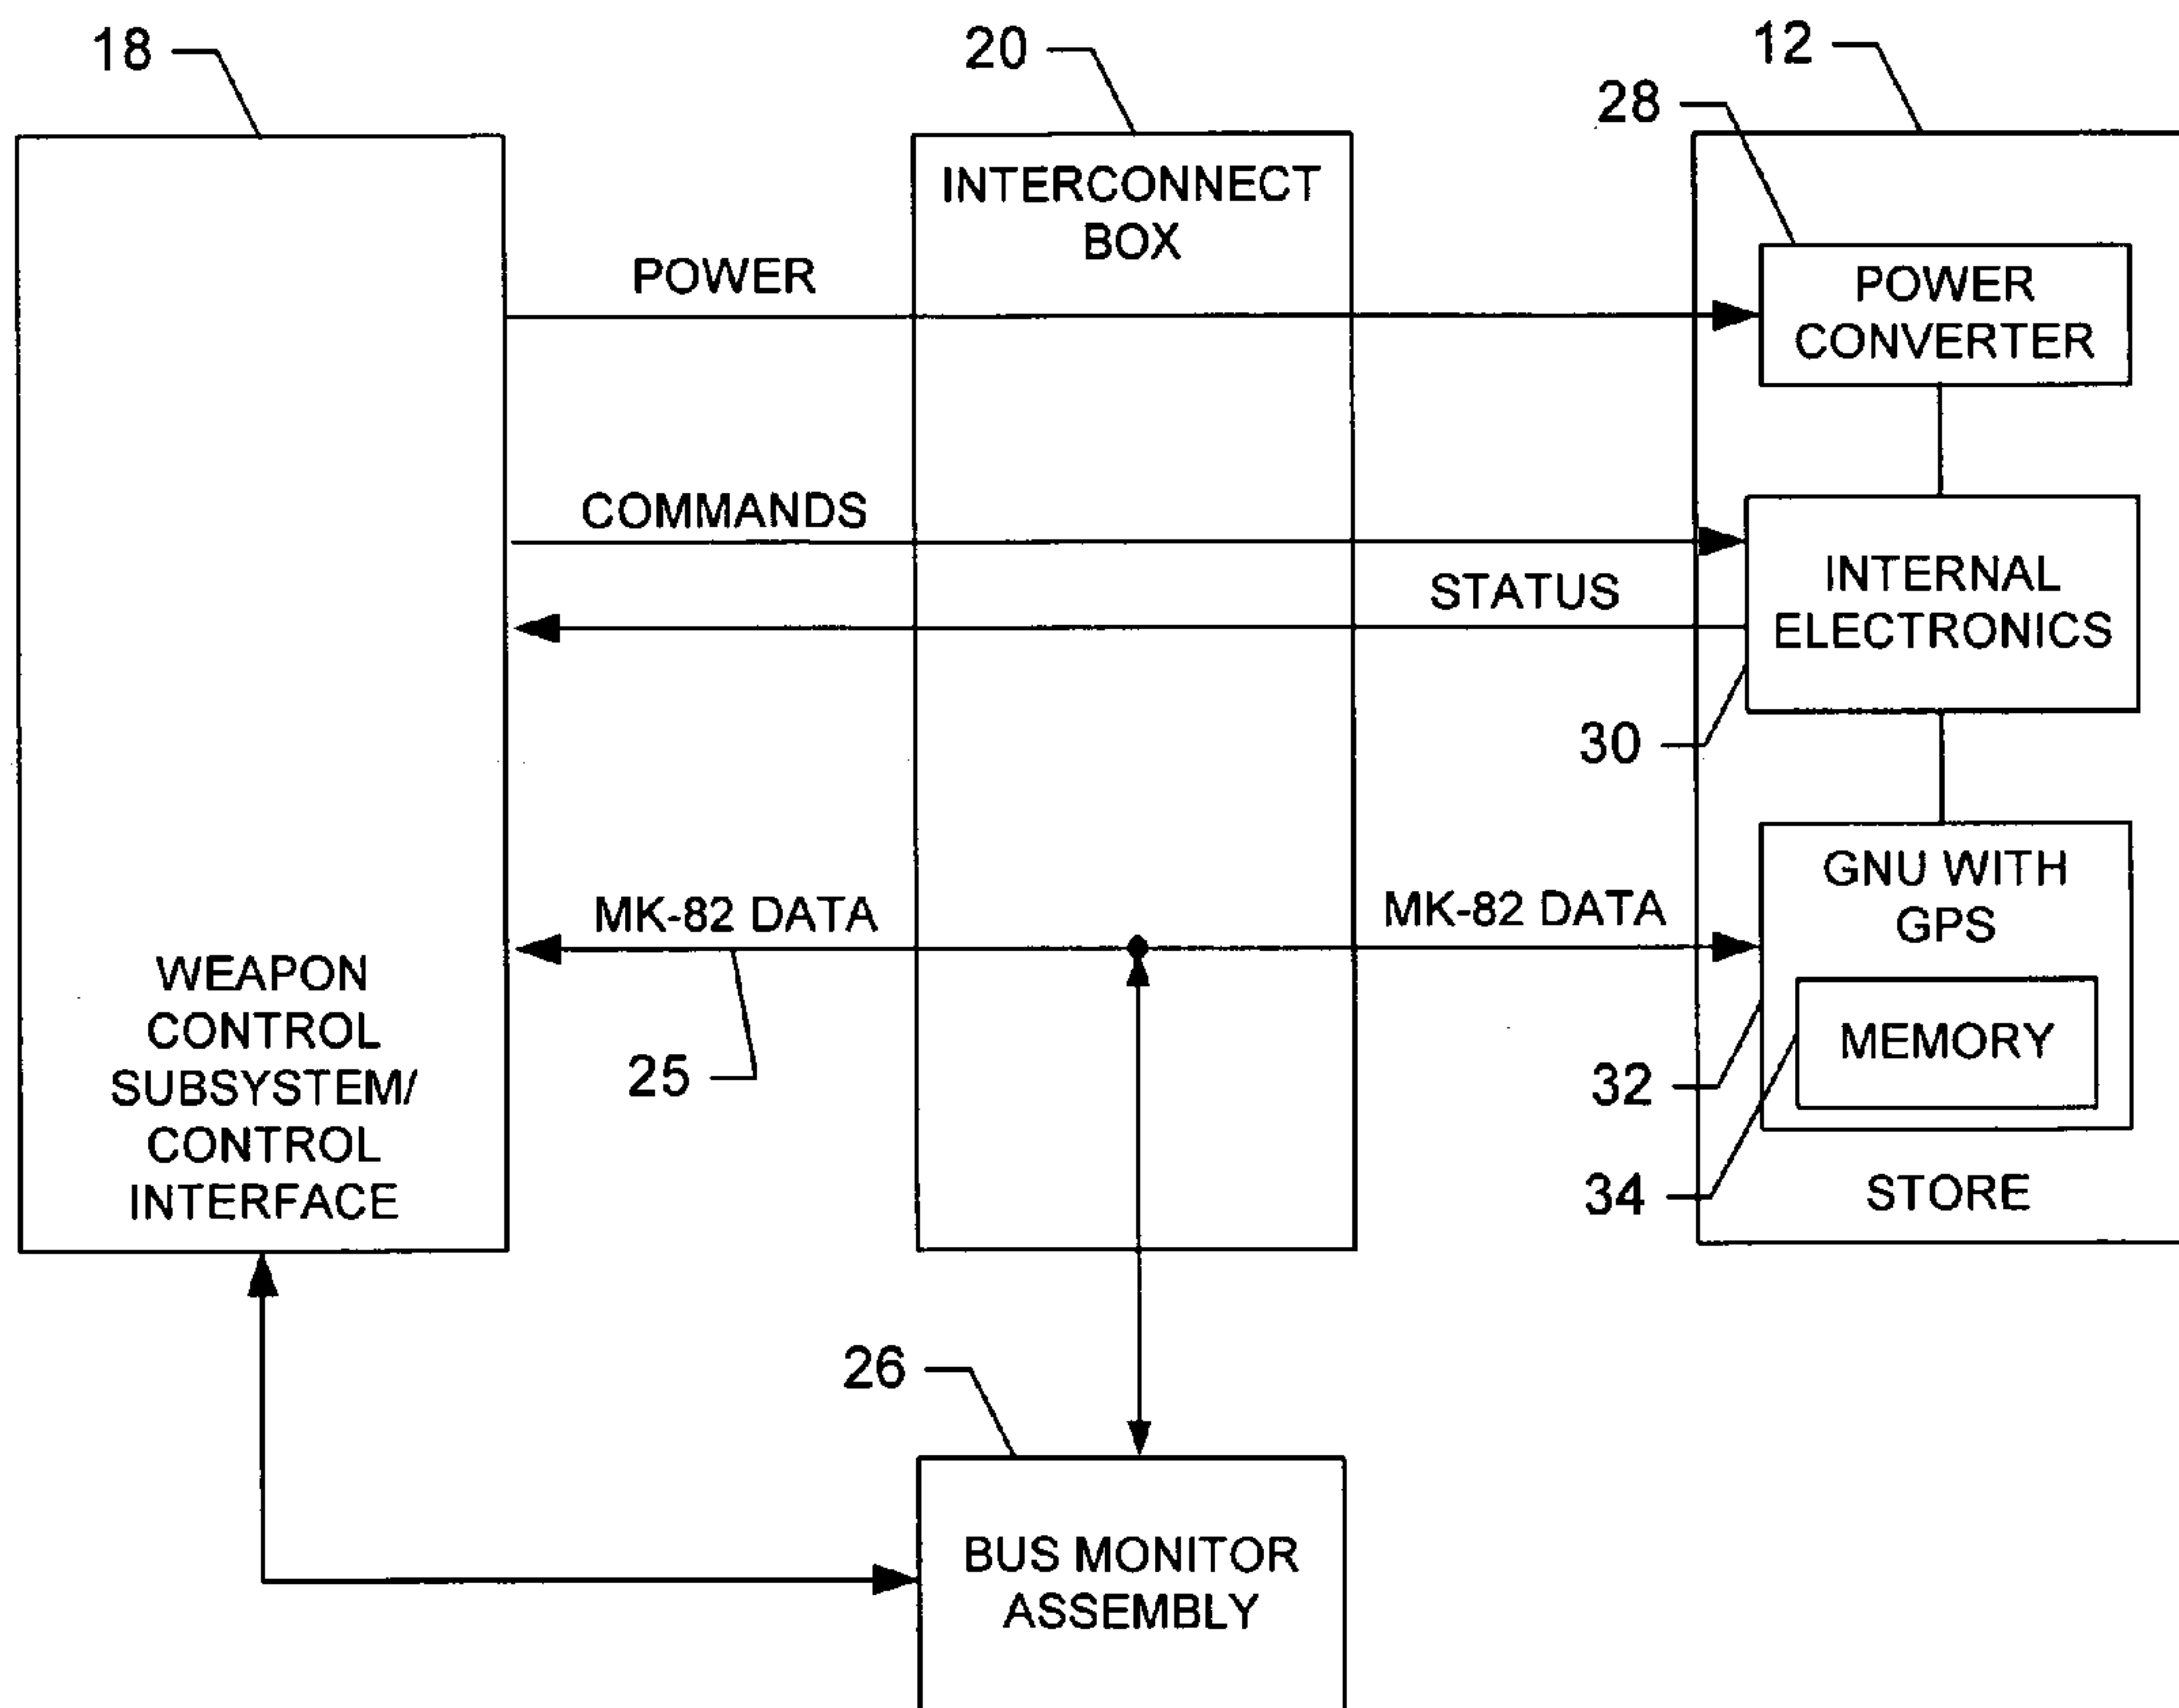 18
20
12
28
INTERCONNECT
BOX
POWER
POWER
CONVERTER
COMMANDS
STATUS
INTERNAL
ELECTRONICS
30
MK-82 DATA
MK-82 DATA
GNU WITH
GPS
WEAPON
CONTROL
SUBSYSTEM/
CONTROL
INTERFACE
25
MEMORY
32
34
STORE
26
BUS MONITOR
ASSEMBLY